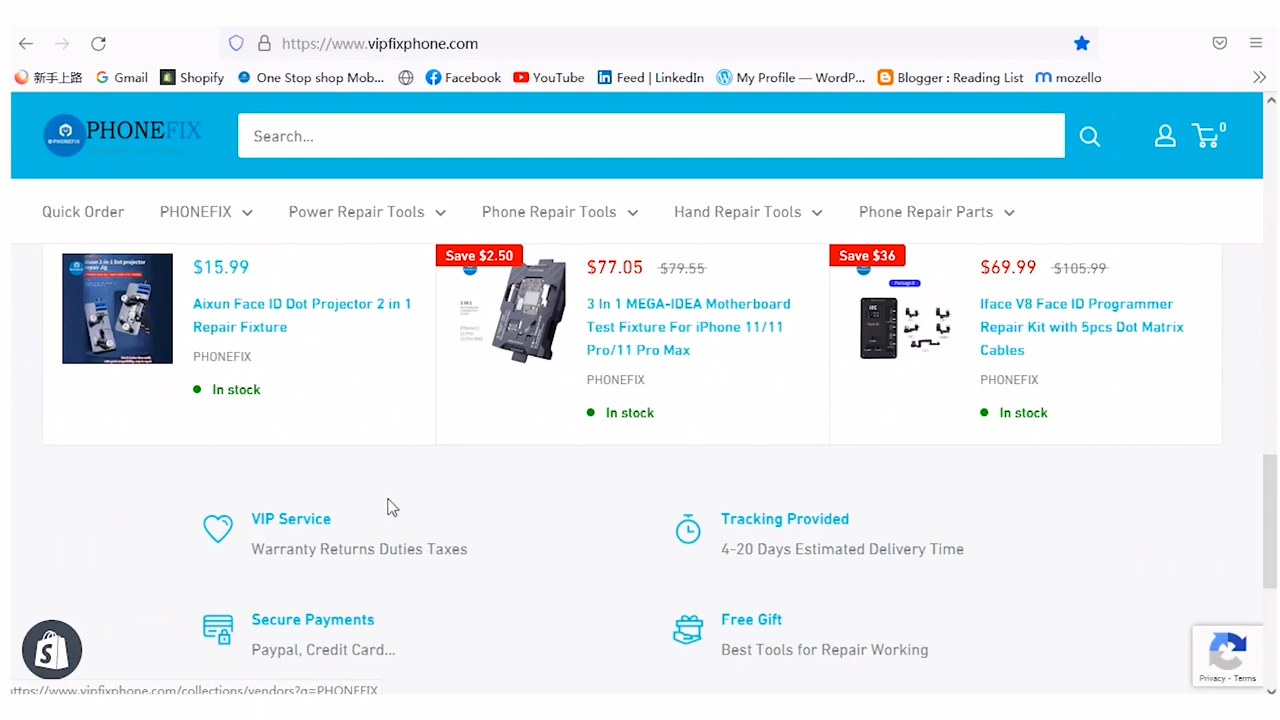 https://www.vipfixphone.com
新手上路 Gmail Shopify One Stop shop Mob... Facebook YouTube Feed | LinkedIn My Profile — WordP... Blogger : Reading List mozello
PHONEFIX Search... 0
Quick Order PHONEFIX Power Repair Tools Phone Repair Tools Hand Repair Tools Phone Repair Parts
Save $2.50 Save $36
$15.99 $77.05 $79.55 $69.99 $105.99
Aixun Face ID Dot Projector 2 in 1
Repair Fixture
PHONEFIX
In stock
3 In 1 MEGA-IDEA Motherboard
Test Fixture For iPhone 11/11
Pro/11 Pro Max
PHONEFIX
In stock
Iface V8 Face ID Programmer
Repair Kit with 5pcs Dot Matrix
Cables
PHONEFIX
In stock
VIP Service
Warranty Returns Duties Taxes
Tracking Provided
4-20 Days Estimated Delivery Time
Secure Payments
Paypal, Credit Card...
Free Gift
Best Tools for Repair Working
Privacy - Terms
ttps://www.vipfixphone.com/collections/vendors?q=PHONEFIX